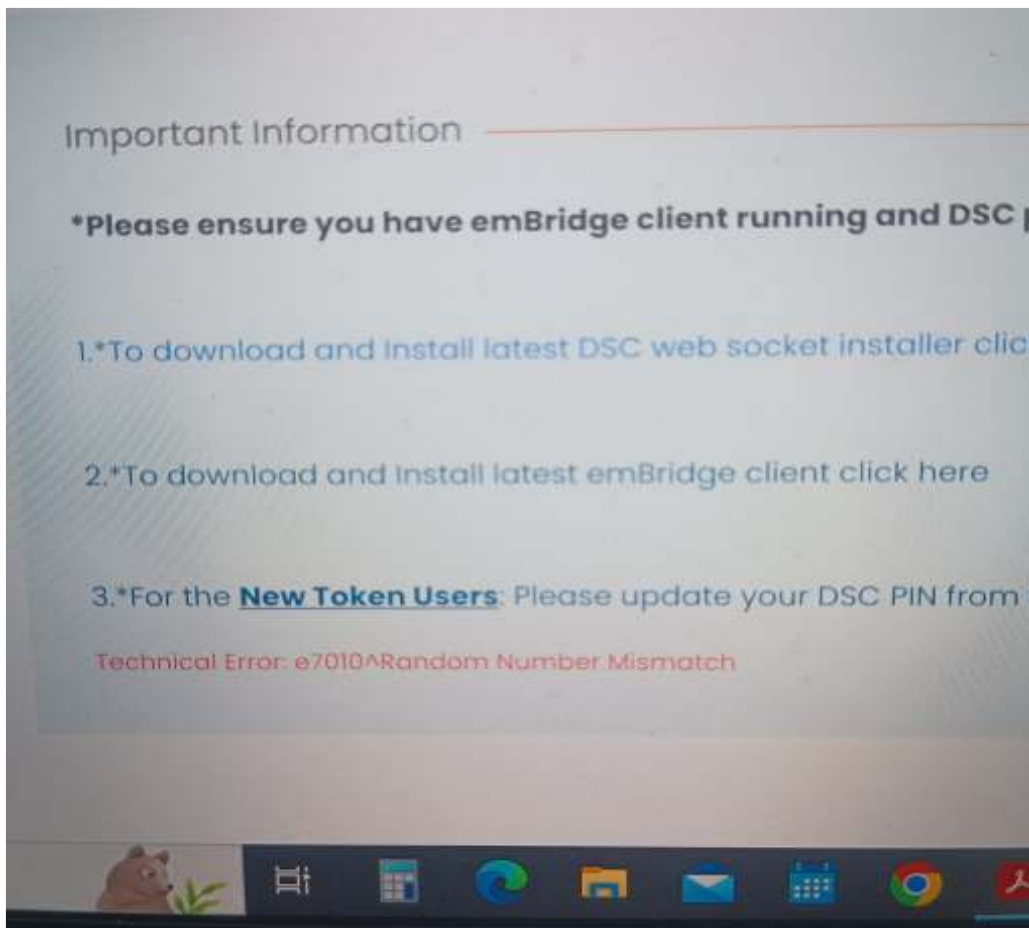 Important Information
*Please ensure you have emBridge client running and DSC
1.*To download and Install latest DSC web socket installer clic
2.*To download and Install latest emBridge client click here
3.*For the New Token Users: Please update your DSC PIN from
Technical Error: e7010^Random Number Mismatch